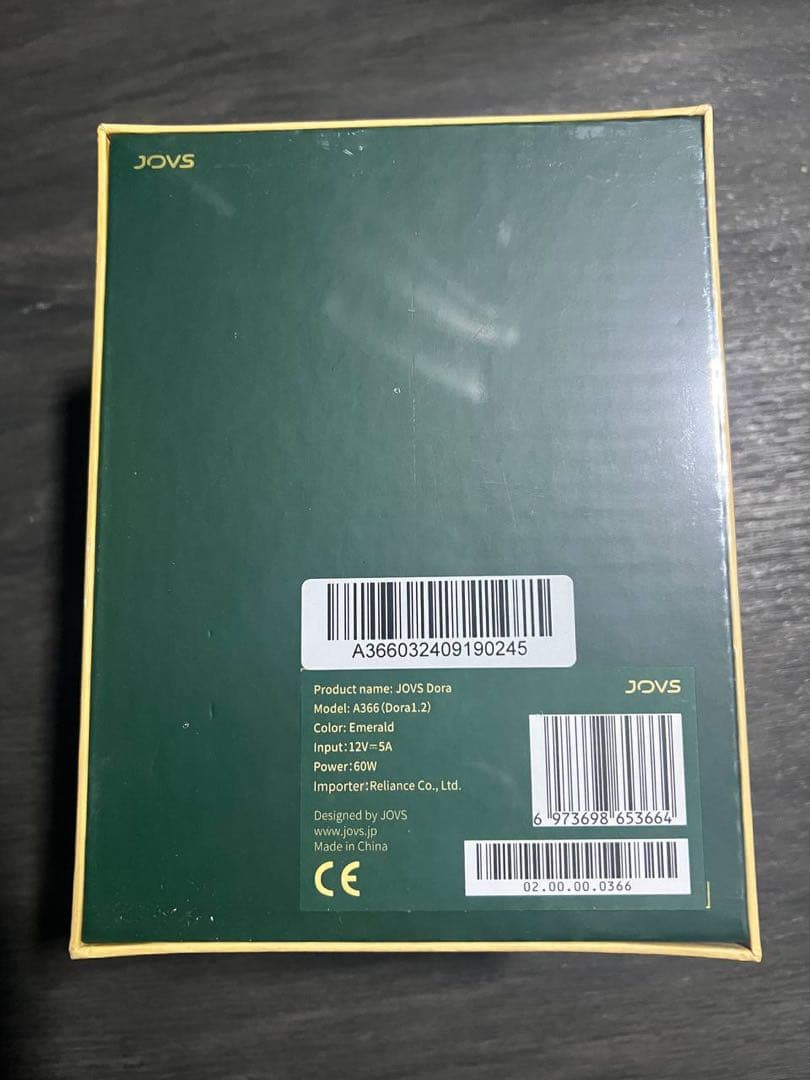 JOVS
A366032409190245
Product name: JOVS Dora
JOVS
Model: A366(Dora1.2)
Color: Emerald
Input:12V=5A
Power:60W
Importer:Reliance Co., Ltd.
6 973698 653664
Designed by JOVS
www.jovs.jp
Made in China
CE
02.00.00.0366